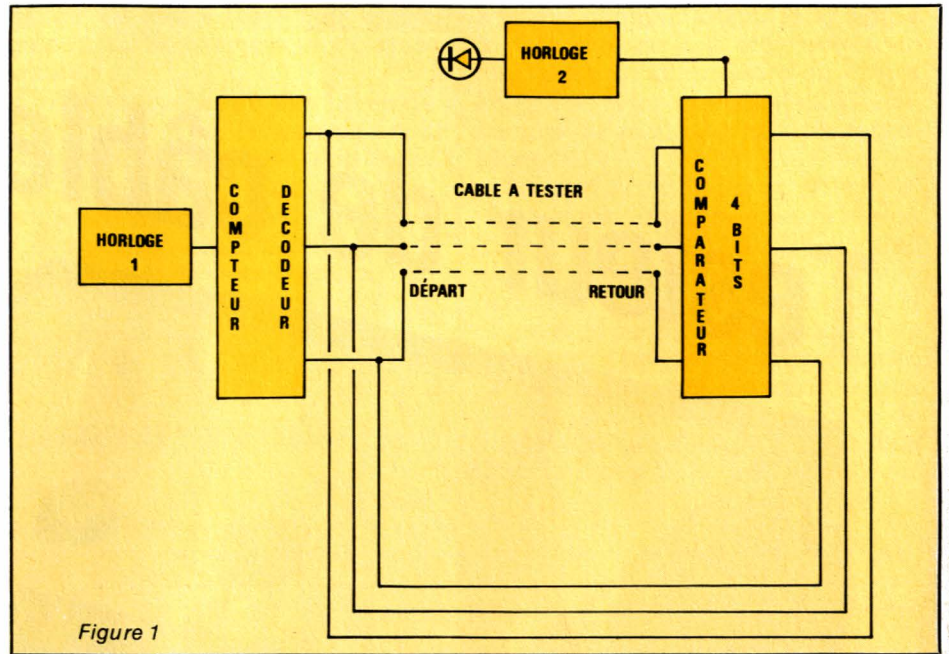 HORLOGE
2
COMPTEUR
DECODEUR
CABLE A TESTER
COMPARATEUR
4 BITS
HORLOGE
1
DÉPART
RETOUR
Figure 1